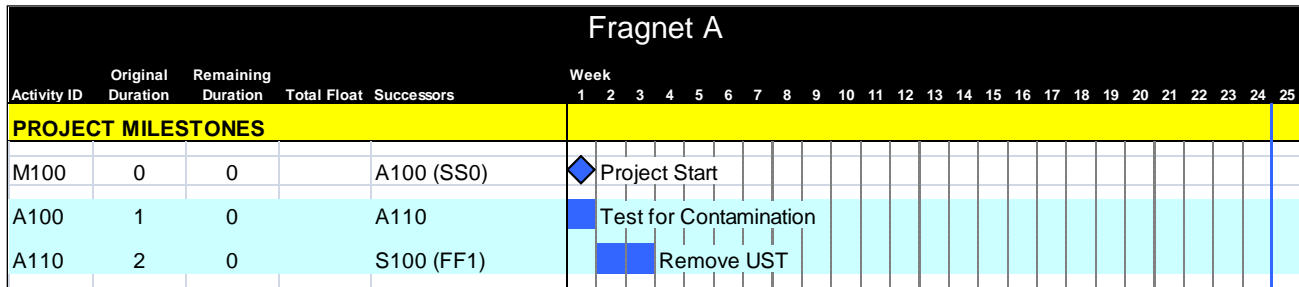 Fragnet A
Original Remaining Week
Activity ID Duration Duration Total Float Successors 1 2 3 4 5 6 7 8 9 10 11 12 13 14 15 16 17 18 19 20 21 22 23 24 25
PROJECT MILESTONES
M100 0 0 A100 (SS0) Project Start
A100 1 0 A110 Test for Contamination
A110 2 0 S100 (FF1) Remove UST